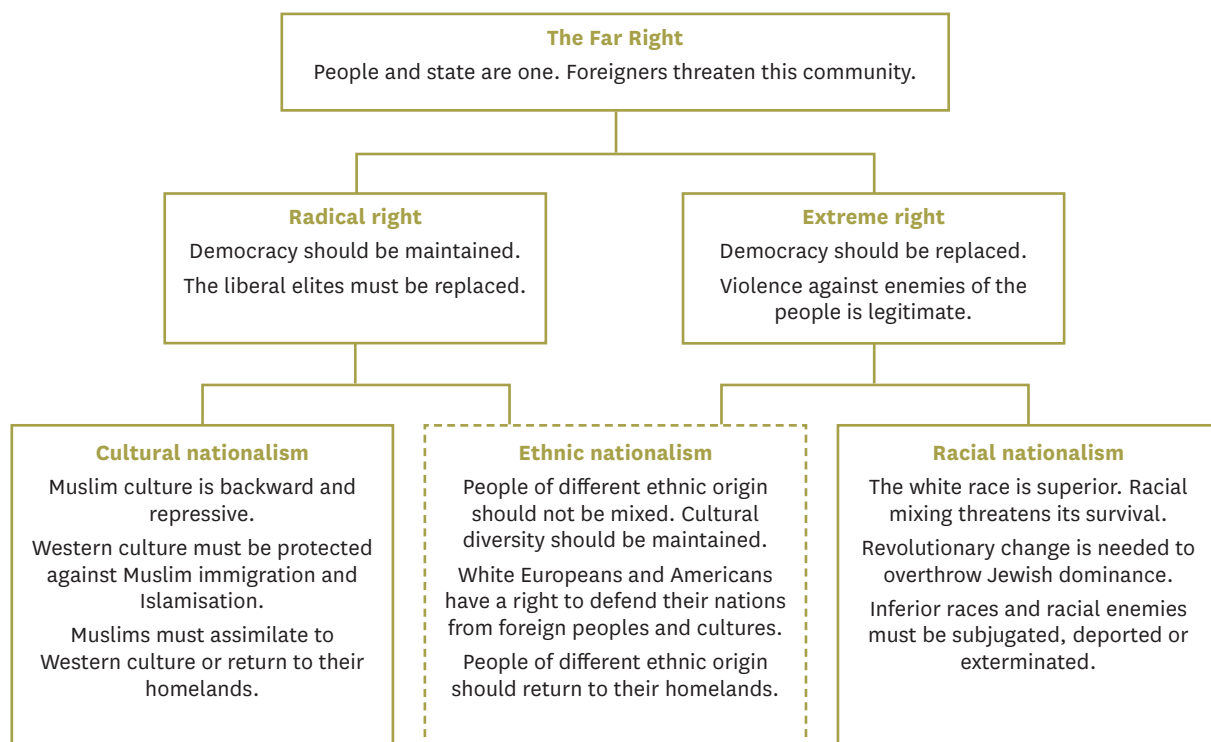 The Far Right
People and state are one. Foreigners threaten this community.
Radical right
Democracy should be maintained.
The liberal elites must be replaced.
Extreme right
Democracy should be replaced.
Violence against enemies of the
people is legitimate.
Cultural nationalism
Muslim culture is backward and
repressive.
Western culture must be protected
against Muslim immigration and
Islamisation.
Muslims must assimilate to
Western culture or return to their
homelands.
Ethnic nationalism
People of different ethnic origin
should not be mixed. Cultural
diversity should be maintained.
White Europeans and Americans
have a right to defend their nations
from foreign peoples and cultures.
People of different ethnic origin
should return to their homelands.
Racial nationalism
The white race is superior. Racial
mixing threatens its survival.
Revolutionary change is needed to
overthrow Jewish dominance.
Inferior races and racial enemies
must be subjugated, deported or
exterminated.